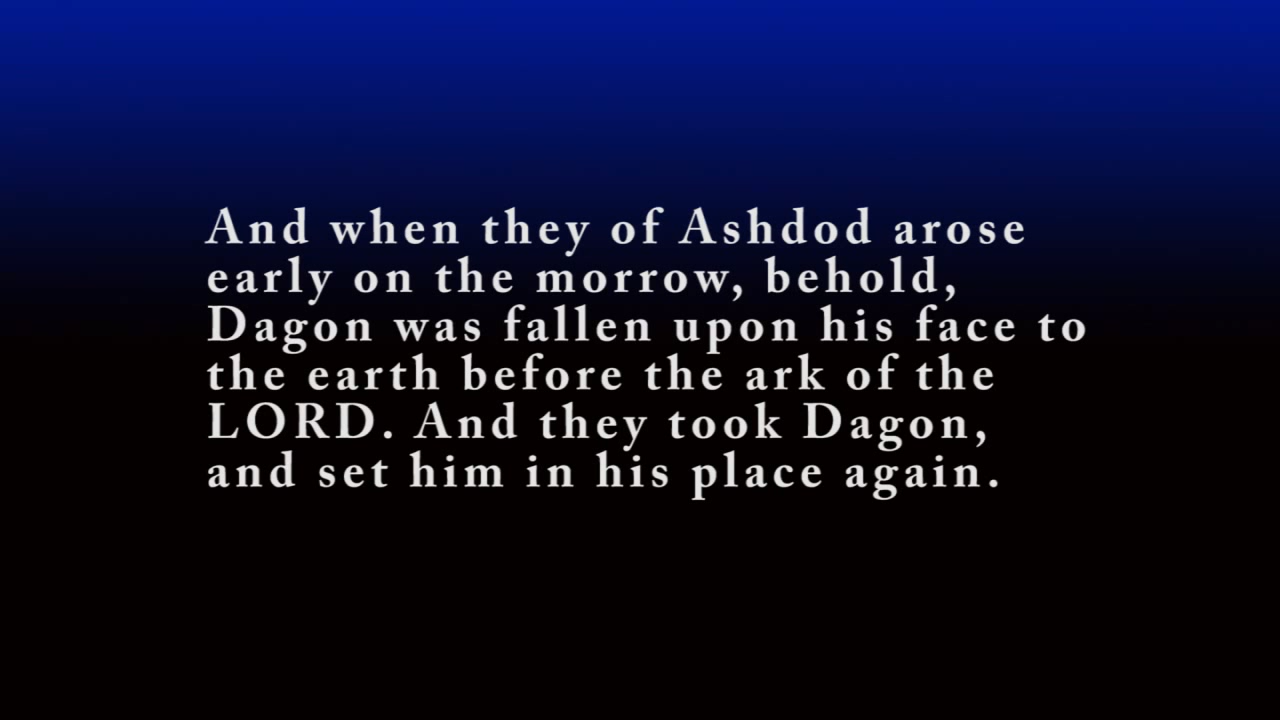 And when they of Ashdod arose
early on the morrow, behold,
Dagon was fallen upon his face to
the earth before the ark of the
LORD. And they took Dagon,
and set him in his place again.